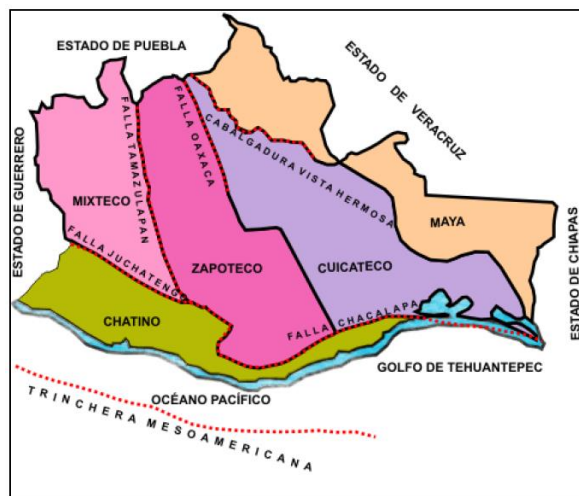 ESTADO DE PUEBLA
ESTADO DE VERACRUZ
ESTADO DE GUERRERO
FALLA TAMAZULAPAN
FALLA OAXACA
CABALGADURA VISTA HERMOSA
MIXTECO
MAYA
ESTADO DE CHIAPAS
FALLA JUCHATENGO
ZAPOTECO
CUICATECO
CHATINO
FALLA CHACALAPA
GOLFO DE TEHUANTEPEC
OCÉANO PACÍFICO
TRINCHERA MESOAMERICANA